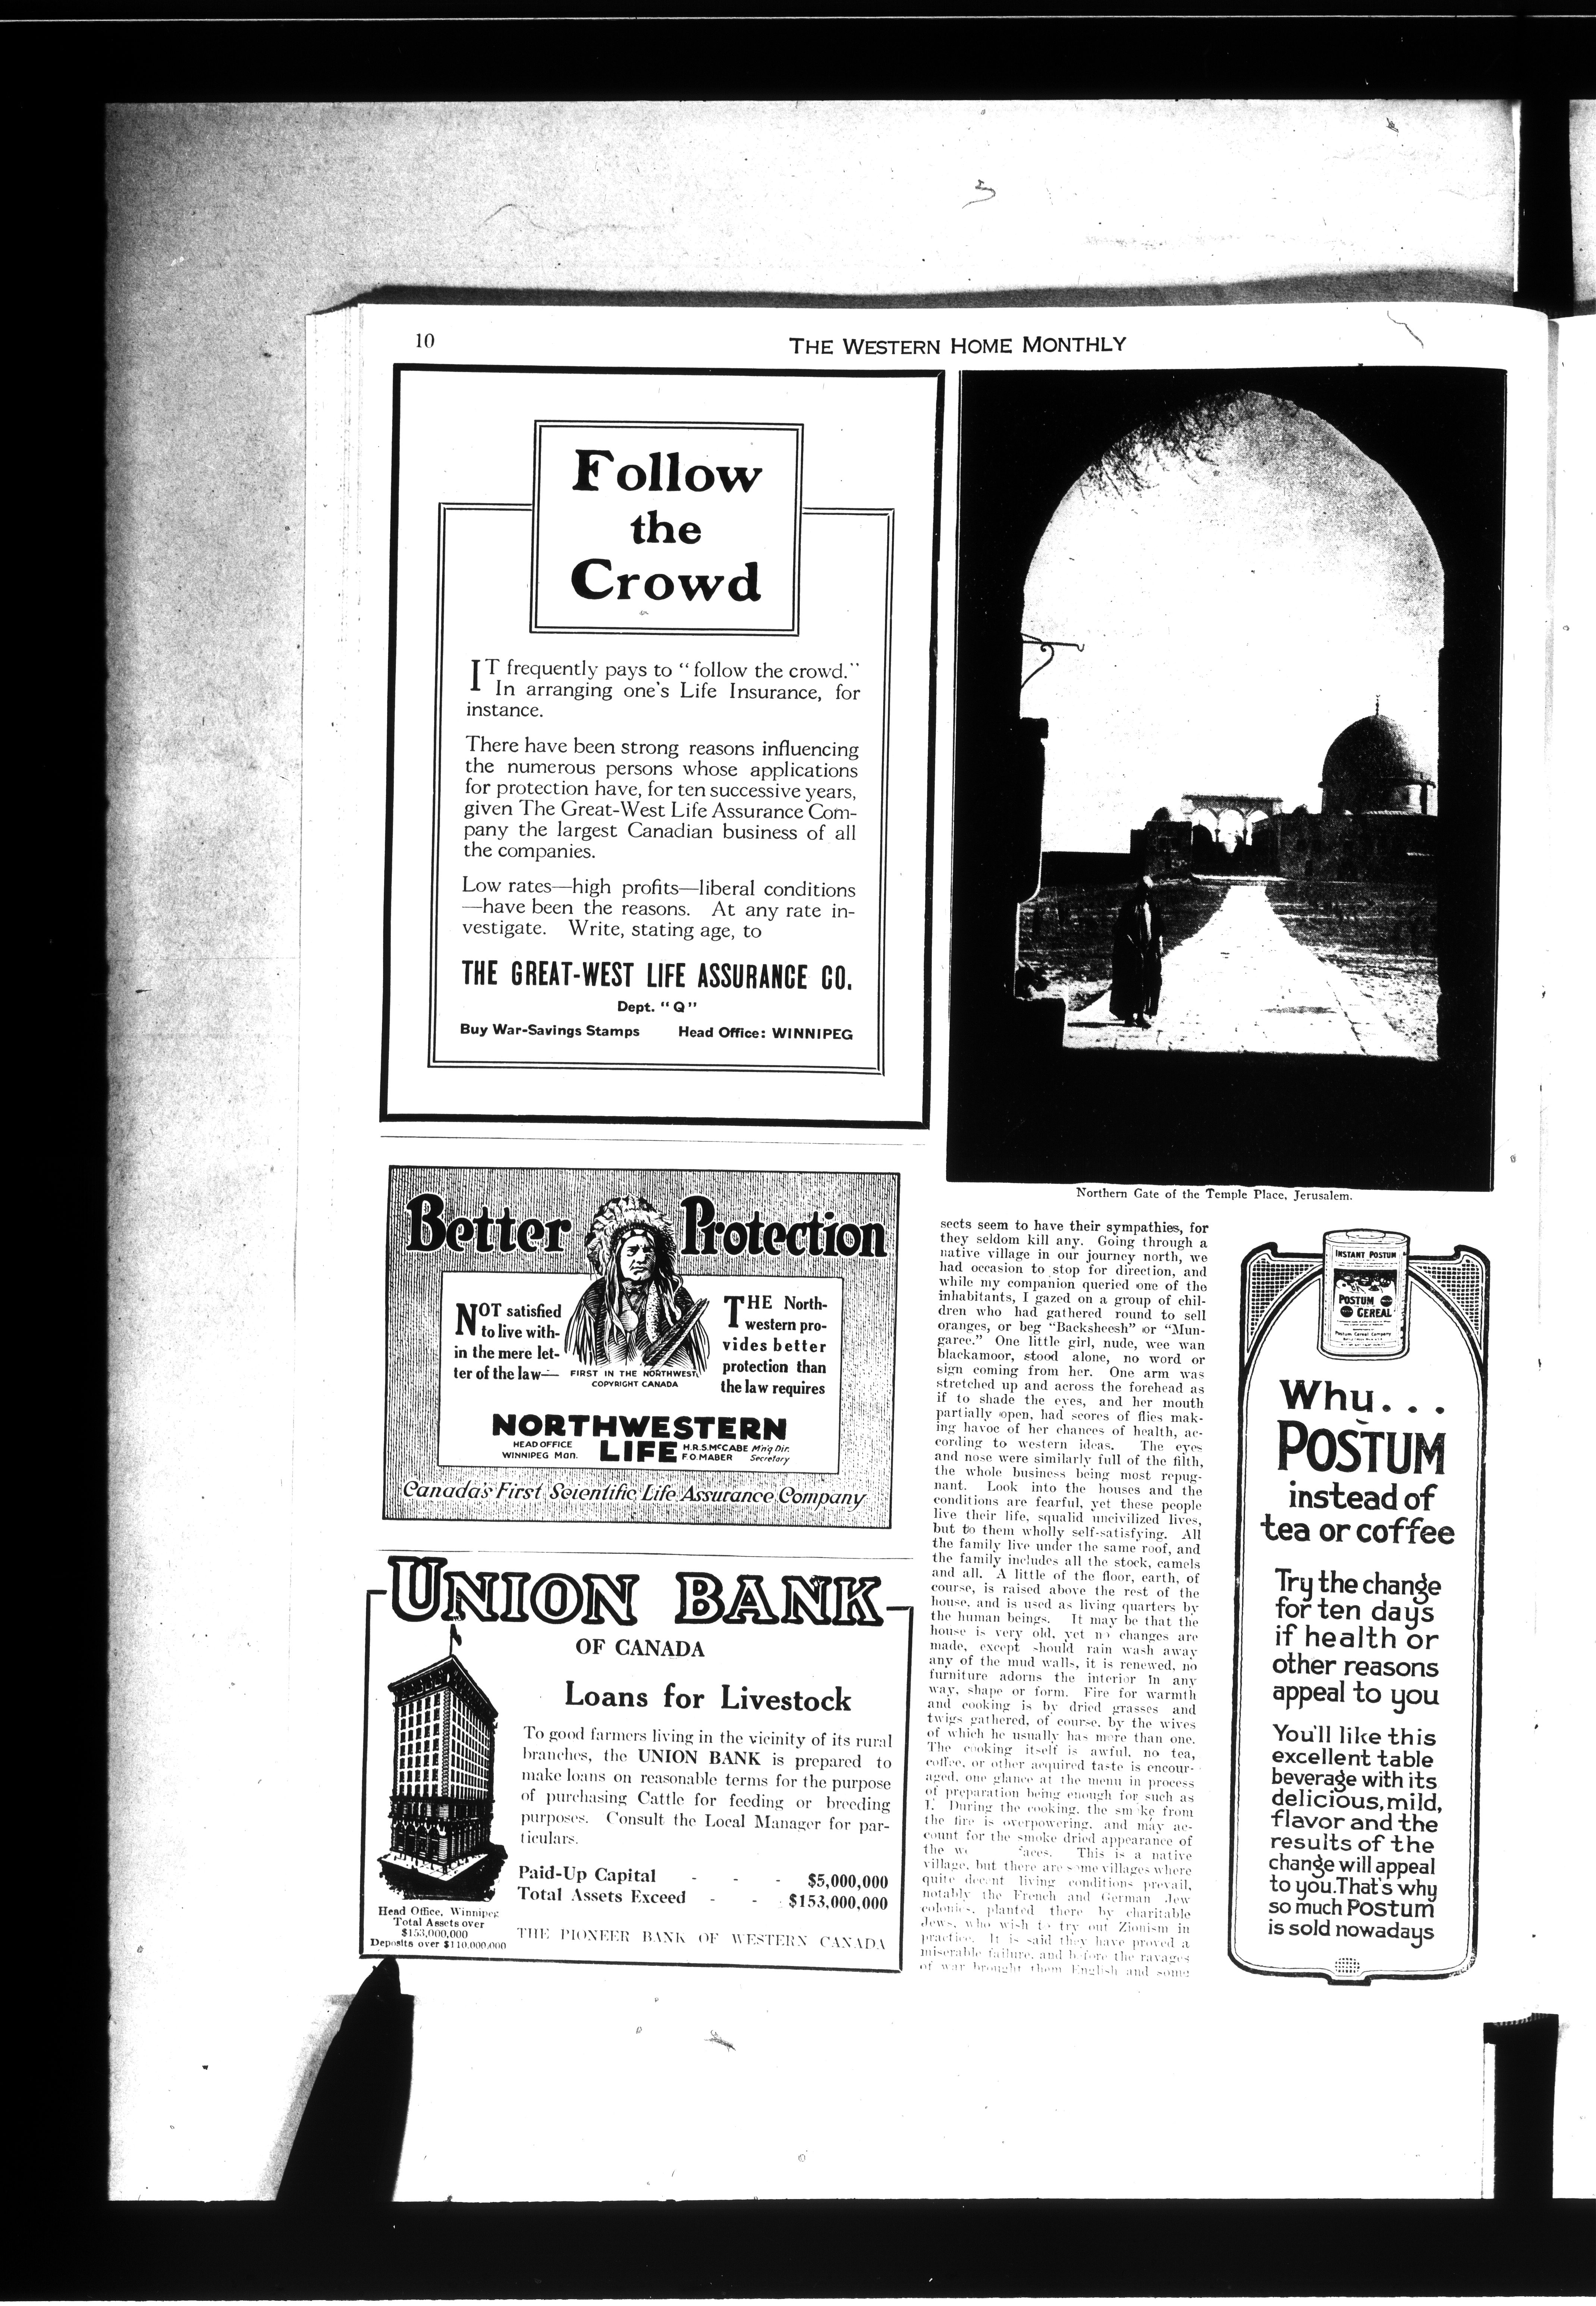 10
THE WESTERN HOME MONTHLY
Follow
the
Crowd
IT frequently pays to “follow the crowd.”
In arranging one's Life Insurance, for
instance.
There have been strong reasons influencing
the numerous persons whose applications
for protection have, for ten successive years,
given The Great-West Life Assurance Com-
pany the largest Canadian business of all
the companies.
Low rates—high profits—liberal conditions
—have been the reasons. At any rate in-
vestigate. Write, stating age, to
THE GREAT-WEST LIFE ASSURANCE CO.
Dept. “Q”
Buy War-Savings Stamps Head Office: WINNIPEG
Better Protection
NOT satisfied
to live with-
in the mere let-
ter of the law—
FIRST IN THE NORTHWEST
COPYRIGHT CANADA
THE North-
western pro-
vides better
protection than
the law requires
NORTHWESTERN
LIFE
HEAD OFFICE
WINNIPEG Man.
H.R.S.McCABE Mn'g Dir.
F.O.MABER Secretary
Canada's First Scientific Life Assurance Company
UNION BANK
OF CANADA
Loans for Livestock
To good farmers living in the vicinity of its rural
branches, the UNION BANK is prepared to
make loans on reasonable terms for the purpose
of purchasing Cattle for feeding or breeding
purposes. Consult the Local Manager for par-
ticulars.
Paid-Up Capital - - - $5,000,000
Total Assets Exceed - - $153,000,000
THE PIONEER BANK OF WESTERN CANADA
Head Office, Winnipeg
Total Assets over
$153,000,000
Deposits over $110,000,000
Northern Gate of the Temple Place, Jerusalem.
sects seem to have their sympathies, for
they seldom kill any. Going through a
native village in our journey north, we
had occasion to stop for direction, and
while my companion queried one of the
inhabitants, I gazed on a group of chil-
dren who had gathered round to sell
oranges, or beg “Backsheesh” or “Mun-
garee.” One little girl, nude, wee wan
blackamoor, stood alone, no word or
sign coming from her. One arm was
stretched up and across the forehead as
if to shade the eyes, and her mouth
partially open, had scores of flies mak-
ing havoc of her chances of health, ac-
cording to western ideas. The eyes
and nose were similarly full of the filth,
the whole business being most repug-
nant. Look into the houses and the
conditions are fearful, yet these people
live their life, squalid uncivilized lives,
but to them wholly self-satisfying. All
the family live under the same roof, and
the family includes all the stock, camels
and all. A little of the floor, earth, of
course, is raised above the rest of the
house, and is used as living quarters by
the human beings. It may be that the
house is very old, yet no changes are
made, except should rain wash away
any of the mud walls, it is renewed, no
furniture adorns the interior in any
way, shape or form. Fire for warmth
and cooking is by dried grasses and
twigs gathered, of course, by the wives
of which he usually has more than one.
The cooking itself is awful, no tea,
coffee, or other acquired taste is encour-
aged, one glance at the menu in process
of preparation being enough for such as
I. During the cooking, the smoke from
the fire is overpowering, and may ac-
count for the smoke dried appearance of
the faces. This is a native
village, but there are some villages where
quite decent living conditions prevail,
notably the French and German Jew
colonies, planted there by charitable
Jews, who wish to try out Zionism in
practice. It is said they have proved a
miserable failure, and before the ravages
of war brought them English and some
INSTANT POSTUM
POSTUM
CEREAL
Postum Cereal Company
Why...
POSTUM
instead of
tea or coffee
Try the change
for ten days
if health or
other reasons
appeal to you
You'll like this
excellent table
beverage with its
delicious, mild,
flavor and the
results of the
change will appeal
to you. That's why
so much POSTUM
is sold nowadays